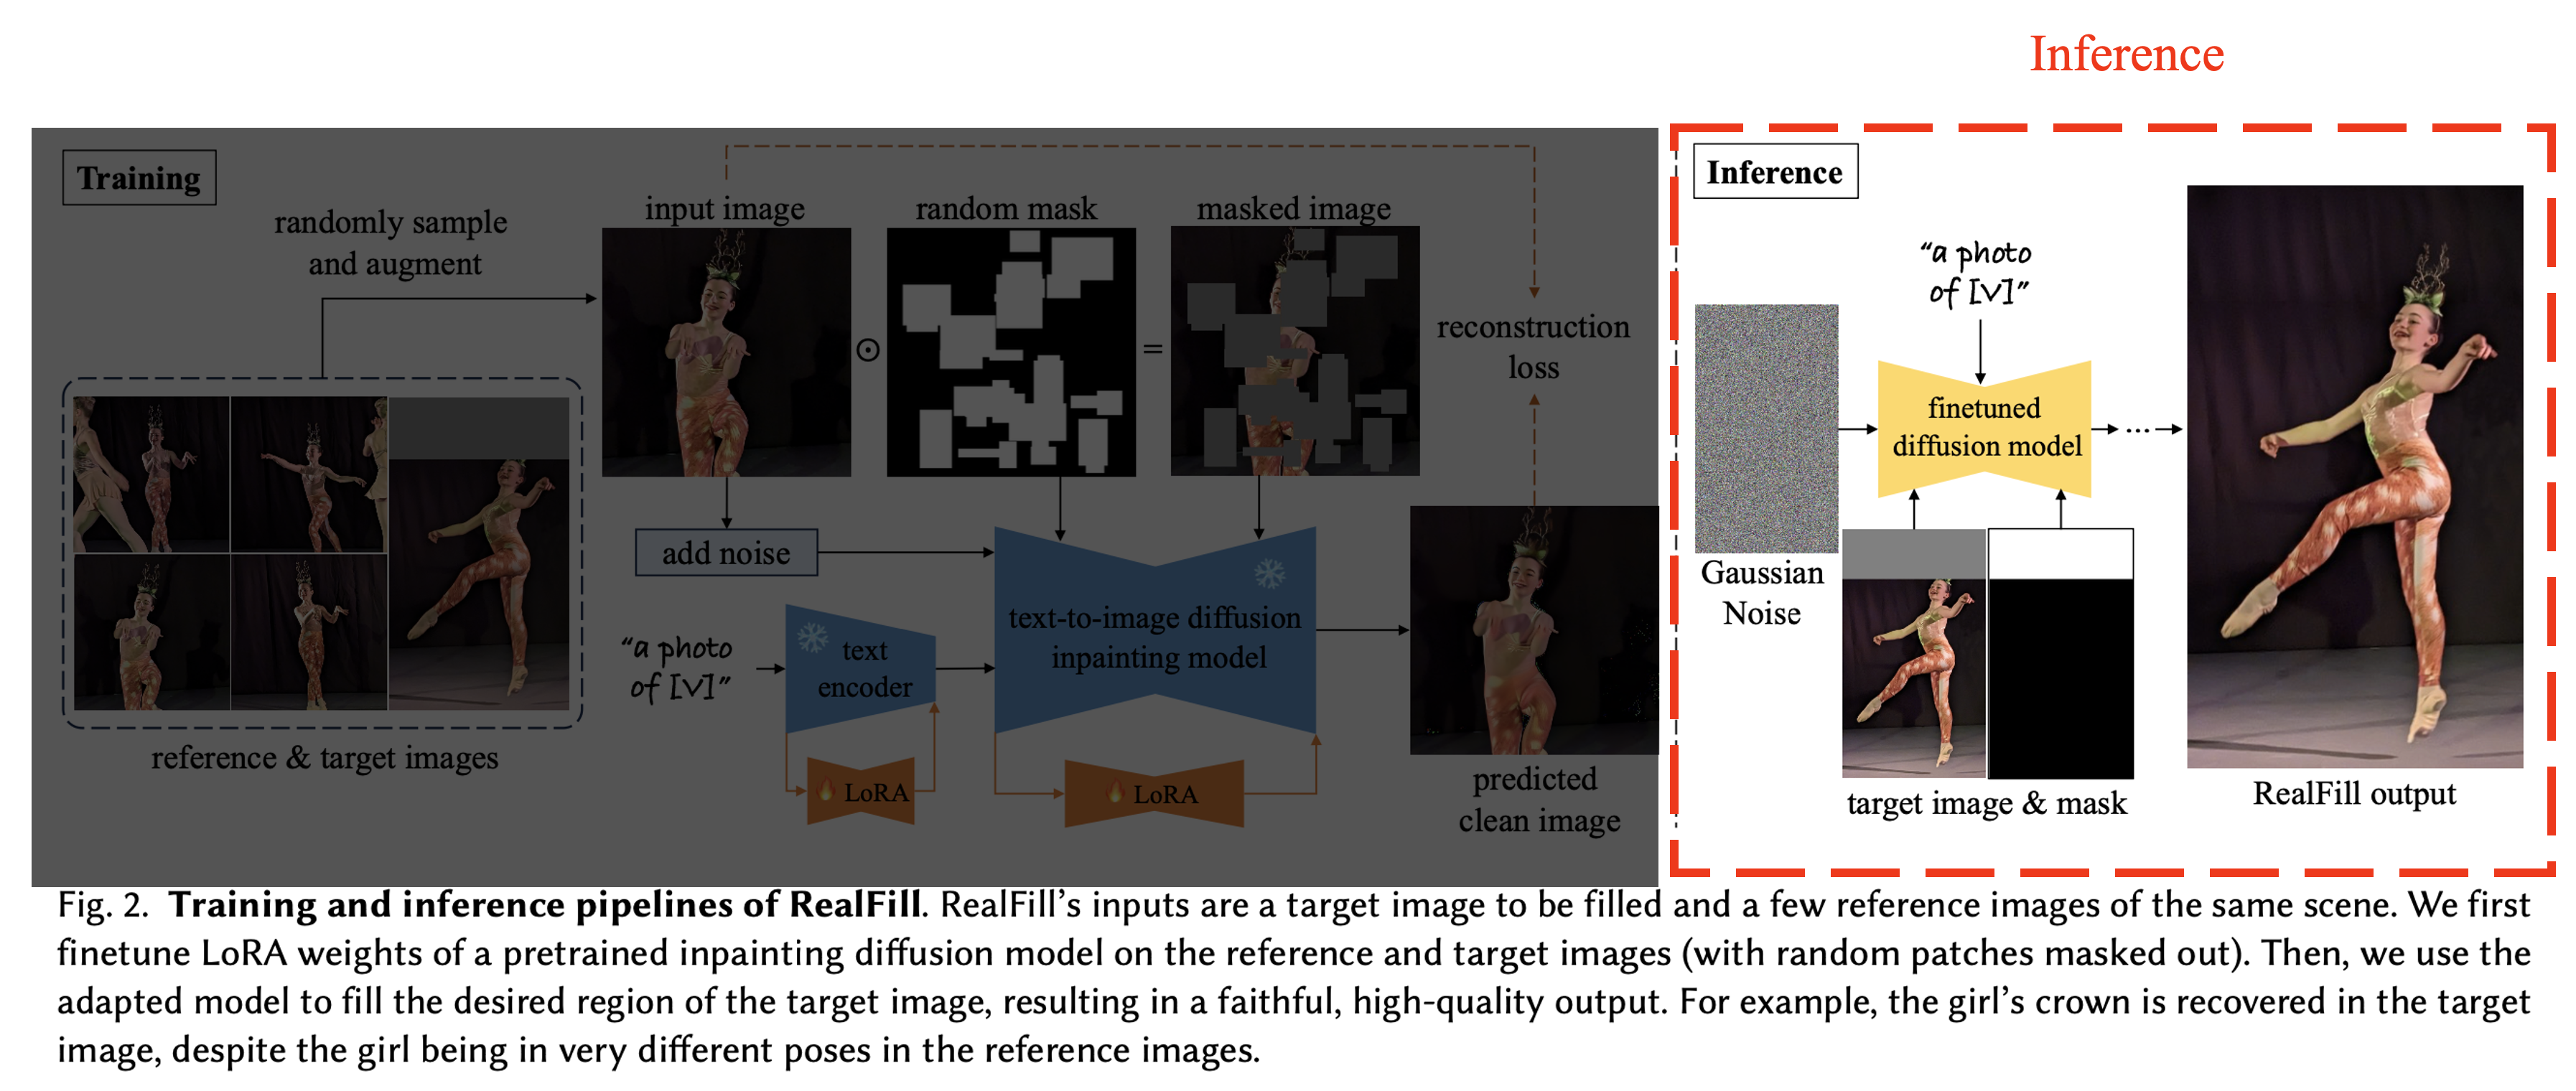 Inference
Training
randomly sample
and augment
input image
random mask
masked image
reconstruction
loss
add noise
"a photo
of [V]"
text
encoder
text-to-image diffusion
inpainting model
LoRA
LoRA
reference & target images
predicted
clean image
Inference
"a photo
of [V]"
finetuned
diffusion model
...
Gaussian
Noise
target image & mask
RealFill output
Fig. 2. Training and inference pipelines of RealFill. RealFill's inputs are a target image to be filled and a few reference images of the same scene. We first
finetune LoRA weights of a pretrained inpainting diffusion model on the reference and target images (with random patches masked out). Then, we use the
adapted model to fill the desired region of the target image, resulting in a faithful, high-quality output. For example, the girl's crown is recovered in the target
image, despite the girl being in very different poses in the reference images.